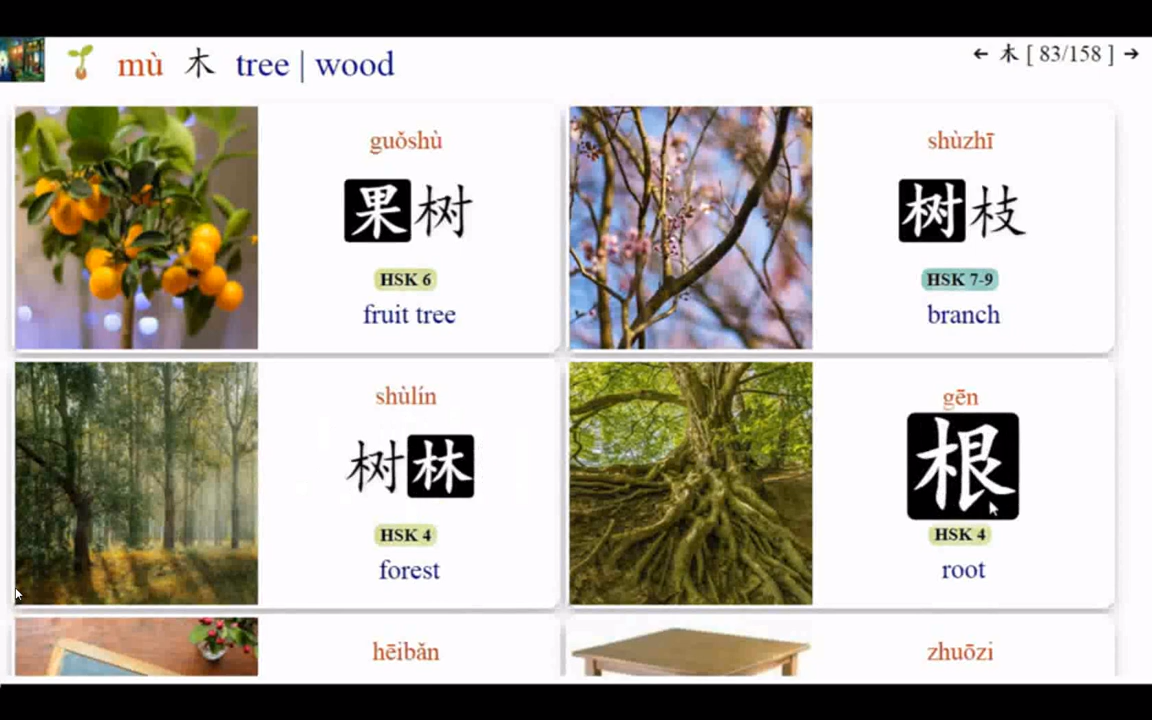 mù 木 tree | wood
← 木 [ 83/158 ] →
guǒshù
果树
HSK 6
fruit tree
shùzhī
树枝
HSK 7-9
branch
shùlín
树林
HSK 4
forest
gēn
根
HSK 4
root
hēibǎn
zhuōzi